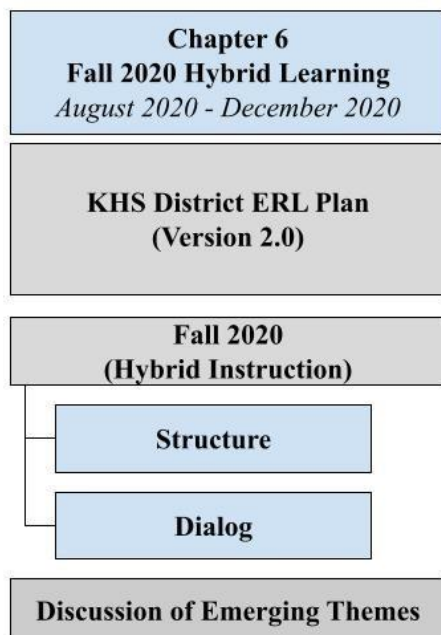 Chapter 6
Fall 2020 Hybrid Learning
August 2020 - December 2020
KHS District ERL Plan
(Version 2.0)
Fall 2020
(Hybrid Instruction)
Structure
Dialog
Discussion of Emerging Themes